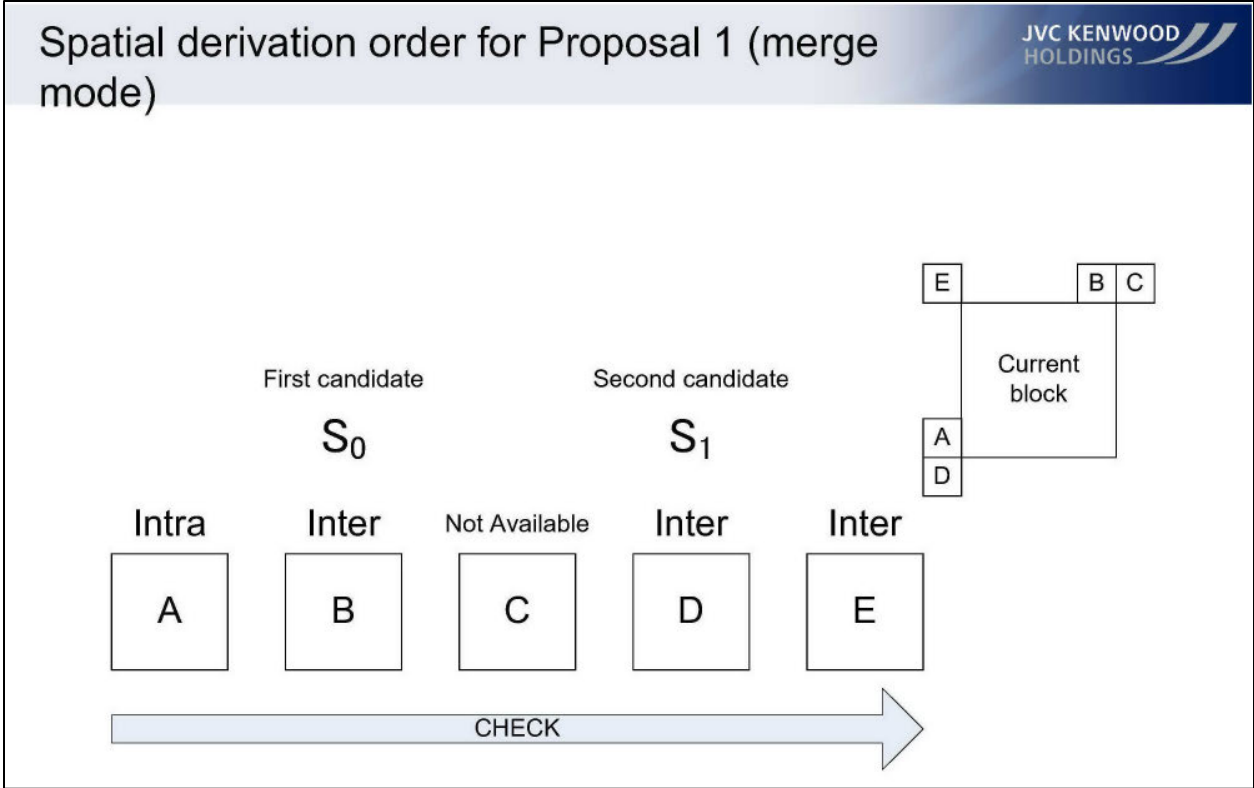 Spatial derivation order for Proposal 1 (merge
mode)
JVC KENWOOD
HOLDINGS
E
B C
Current
block
A
D
First candidate
Second candidate
S₀
S₁
Intra
Inter
Not Available
Inter
Inter
A
B
C
D
E
CHECK